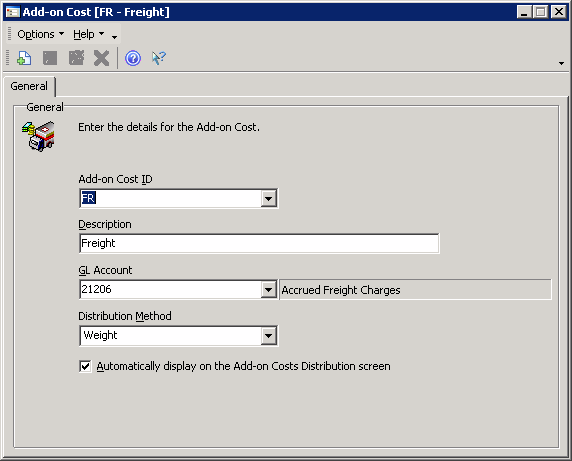 Add-on Cost [FR - Freight]
Options Help
General
General
Enter the details for the Add-on Cost.
Add-on Cost ID
FR
Description
Freight
GL Account
21206 Accrued Freight Charges
Distribution Method
Weight
Automatically display on the Add-on Costs Distribution screen